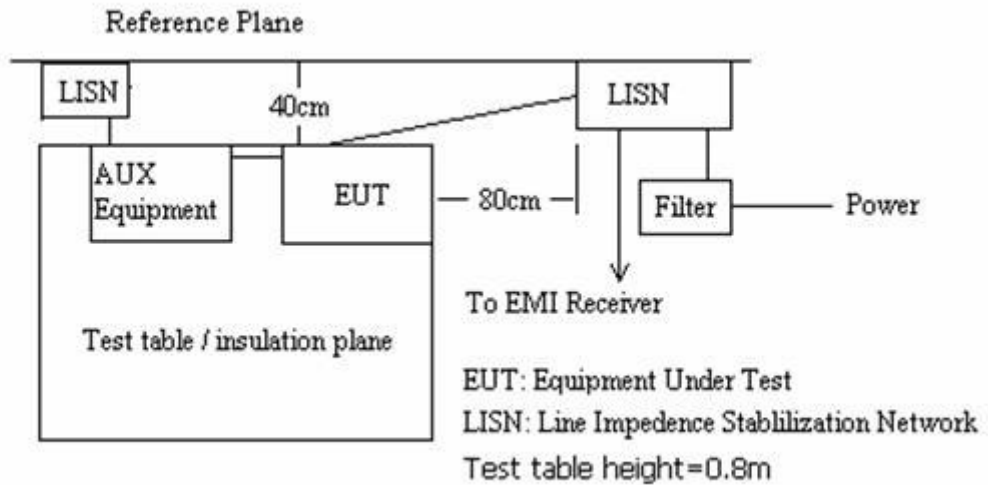 Reference Plane
LISN
40cm
LISN
AUX
Equipment
EUT
80cm
Filter
Power
To EMI Receiver
Test table / insulation plane
EUT: Equipment Under Test
LISN: Line Impedence Stablilization Network
Test table height=0.8m